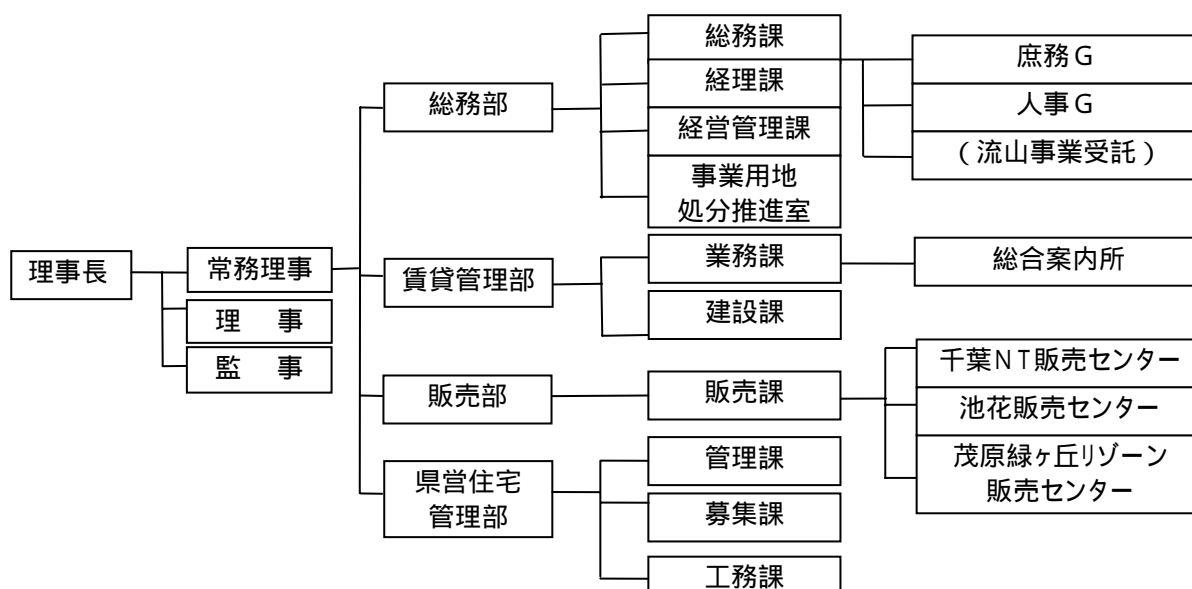 総務課
庶務G
経理課
総務部
人事G
経営管理課
（流山事業受託）
事業用地
処分推進室
理事長
常務理事
賃貸管理部
業務課
総合案内所
理　事
建設課
監　事
千葉NT販売センター
販売部
販売課
池花販売センター
茂原緑ヶ丘リゾーン
販売センター
県営住宅
管理部
管理課
募集課
工務課